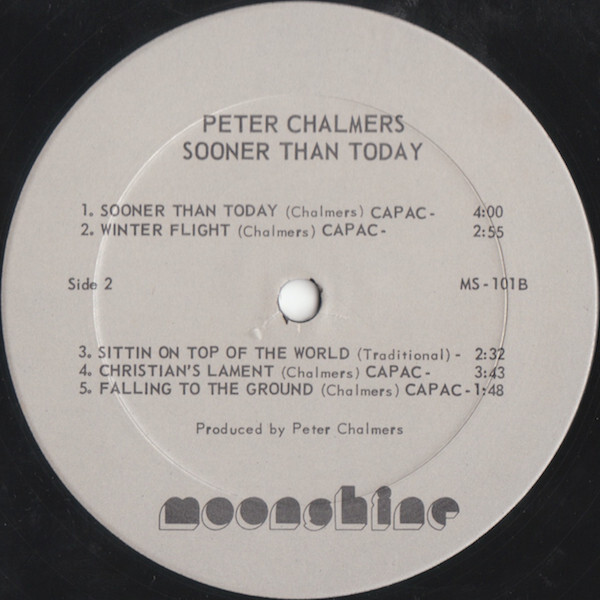 PETER CHALMERS
SOONER THAN TODAY
1. SOONER THAN TODAY (Chalmers) CAPAC - 4:00
2. WINTER FLIGHT (Chalmers) CAPAC - 2:55
Side 2 MS - 101B
3. SITTIN ON TOP OF THE WORLD (Traditional) - 2:32
4. CHRISTIAN'S LAMENT (Chalmers) CAPAC - 3:43
5. FALLING TO THE GROUND (Chalmers) CAPAC - 1:48
Produced by Peter Chalmers
moonshine